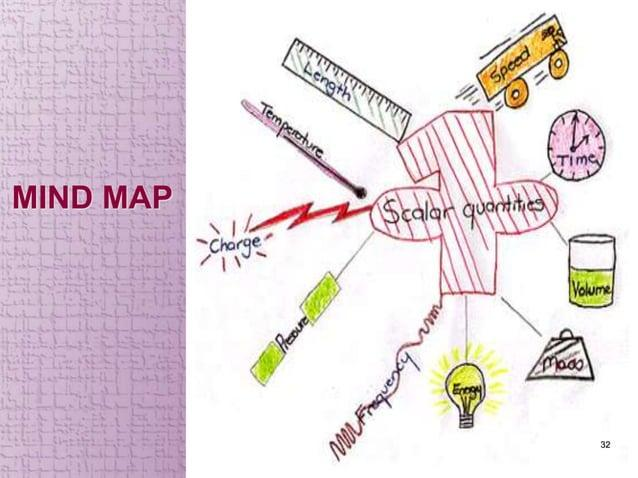 MIND MAP
Length
Speed
Temperature
Time
Scalar quantities
Charge
Volume
Pressure
Mass
Frequency
Energy
32